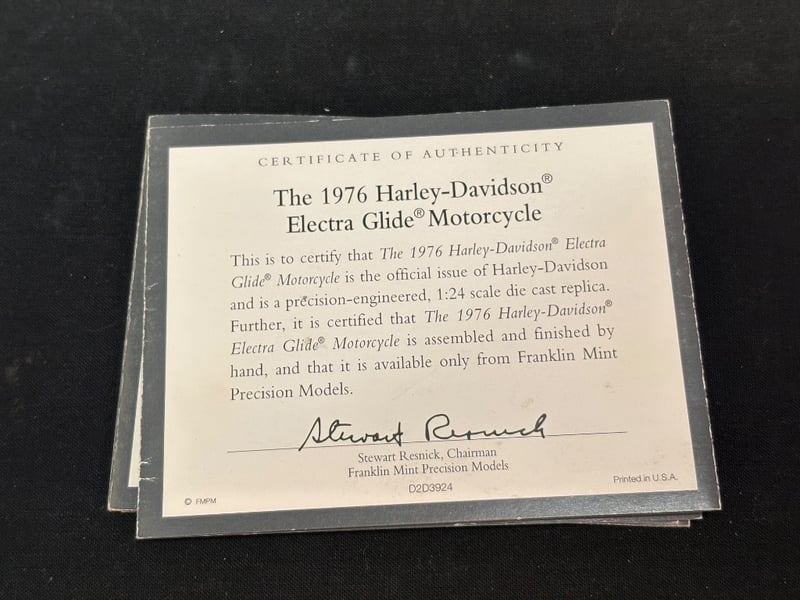 CERTIFICATE OF AUTHENTICITY
The 1976 Harley-Davidson®
Electra Glide® Motorcycle
This is to certify that The 1976 Harley-Davidson® Electra
Glide® Motorcycle is the official issue of Harley-Davidson
and is a precision-engineered, 1:24 scale die cast replica.
Further, it is certified that The 1976 Harley-Davidson®
Electra Glide® Motorcycle is assembled and finished by
hand, and that it is available only from Franklin Mint
Precision Models.
Stewart Resnick
Stewart Resnick, Chairman
Franklin Mint Precision Models
D2D3924
© FMPM
Printed in U.S.A.